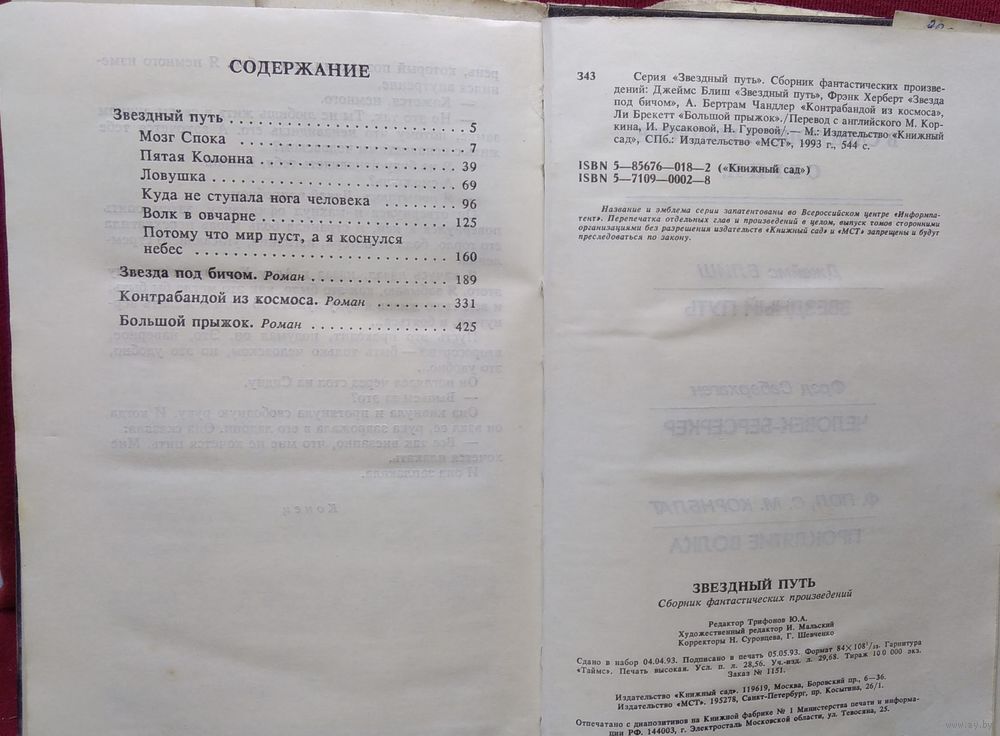 СОДЕРЖАНИЕ
Звездный путь . . . . . . . . . . . . . . . . . . 5
Мозг Спока . . . . . . . . . . . . . . . . . . 7
Пятая Колонна . . . . . . . . . . . . . . . . 39
Ловушка . . . . . . . . . . . . . . . . . . . . 69
Куда не ступала нога человека . . . . . . . 96
Волк в овчарне . . . . . . . . . . . . . . . 125
Потому что мир пуст, а я коснулся
небес . . . . . . . . . . . . . . . . . . . . 160
Звезда под бичом. Роман . . . . . . . . . . . 189
Контрабандой из космоса. Роман . . . . . . . 331
Большой прыжок. Роман . . . . . . . . . . . . 425
343 Серия «Звездный путь». Сборник фантастических произве-
дений: Джеймс Блиш «Звездный путь», Фрэнк Херберт «Звезда
под бичом», А. Бертрам Чандлер «Контрабандой из космоса»,
Ли Брекетт «Большой прыжок»./Перевод с английского М. Кор-
кина, И. Русаковой, Н. Гуровой/.— М.: Издательство «Книжный
сад», СПб.: Издательство «МСТ», 1993 г., 544 с.
ISBN 5—85676—018—2 («Книжный сад»)
ISBN 5—7109—0002—8
Название и эмблема серии запатентованы во Всероссийском центре «Информпа-
тент». Перепечатка отдельных глав и произведений в целом, выпуск томов сторонними
организациями без разрешения издательств «Книжный сад» и «МСТ» запрещены и будут
преследоваться по закону.
ЗВЕЗДНЫЙ ПУТЬ
Сборник фантастических произведений
Редактор Трифонов Ю.А.
Художественный редактор И. Мальский
Корректоры Н. Суровцева, Г. Шевченко
Сдано в набор 04.04.93. Подписано в печать 05.05.93. Формат 84×108¹/₃₂. Гарнитура
«Таймс». Печать высокая. Усл. п. л. 28,56. Уч.-изд. л. 29,68. Тираж 100 000 экз.
Заказ № 1151.
Издательство «Книжный сад». 119619, Москва, Боровский пр., 6—36.
Издательство «МСТ». 195278, Санкт-Петербург, пр. Косыгина, 26/1.
Отпечатано с диапозитивов на Книжной фабрике № 1 Министерства печати и информа-
ции РФ. 144003, г. Электросталь Московской области, ул. Тевосяна, 25.
www.ay.by